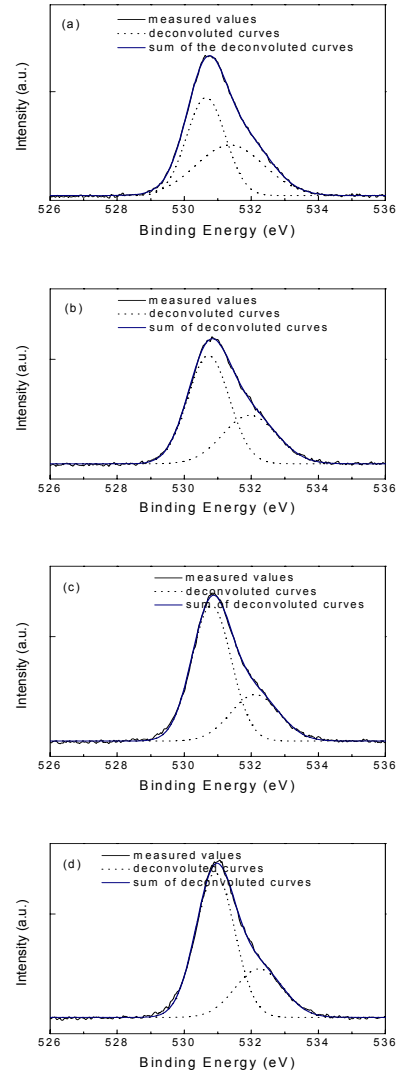 (a)
measured values
deconvoluted curves
sum of the deconvoluted curves
Intensity (a.u.)
526 528 530 532 534 536
Binding Energy (eV)
(b)
measured values
deconvoluted curves
sum of deconvoluted curves
Intensity (a.u.)
526 528 530 532 534 536
Binding Energy (eV)
(c)
measured values
deconvoluted curves
sum of deconvoluted curves
Intensity (a.u.)
526 528 530 532 534 536
Binding Energy (eV)
(d)
measured values
deconvoluted curves
sum of deconvoluted curves
Intensity (a.u.)
526 528 530 532 534 536
Binding Energy (eV)